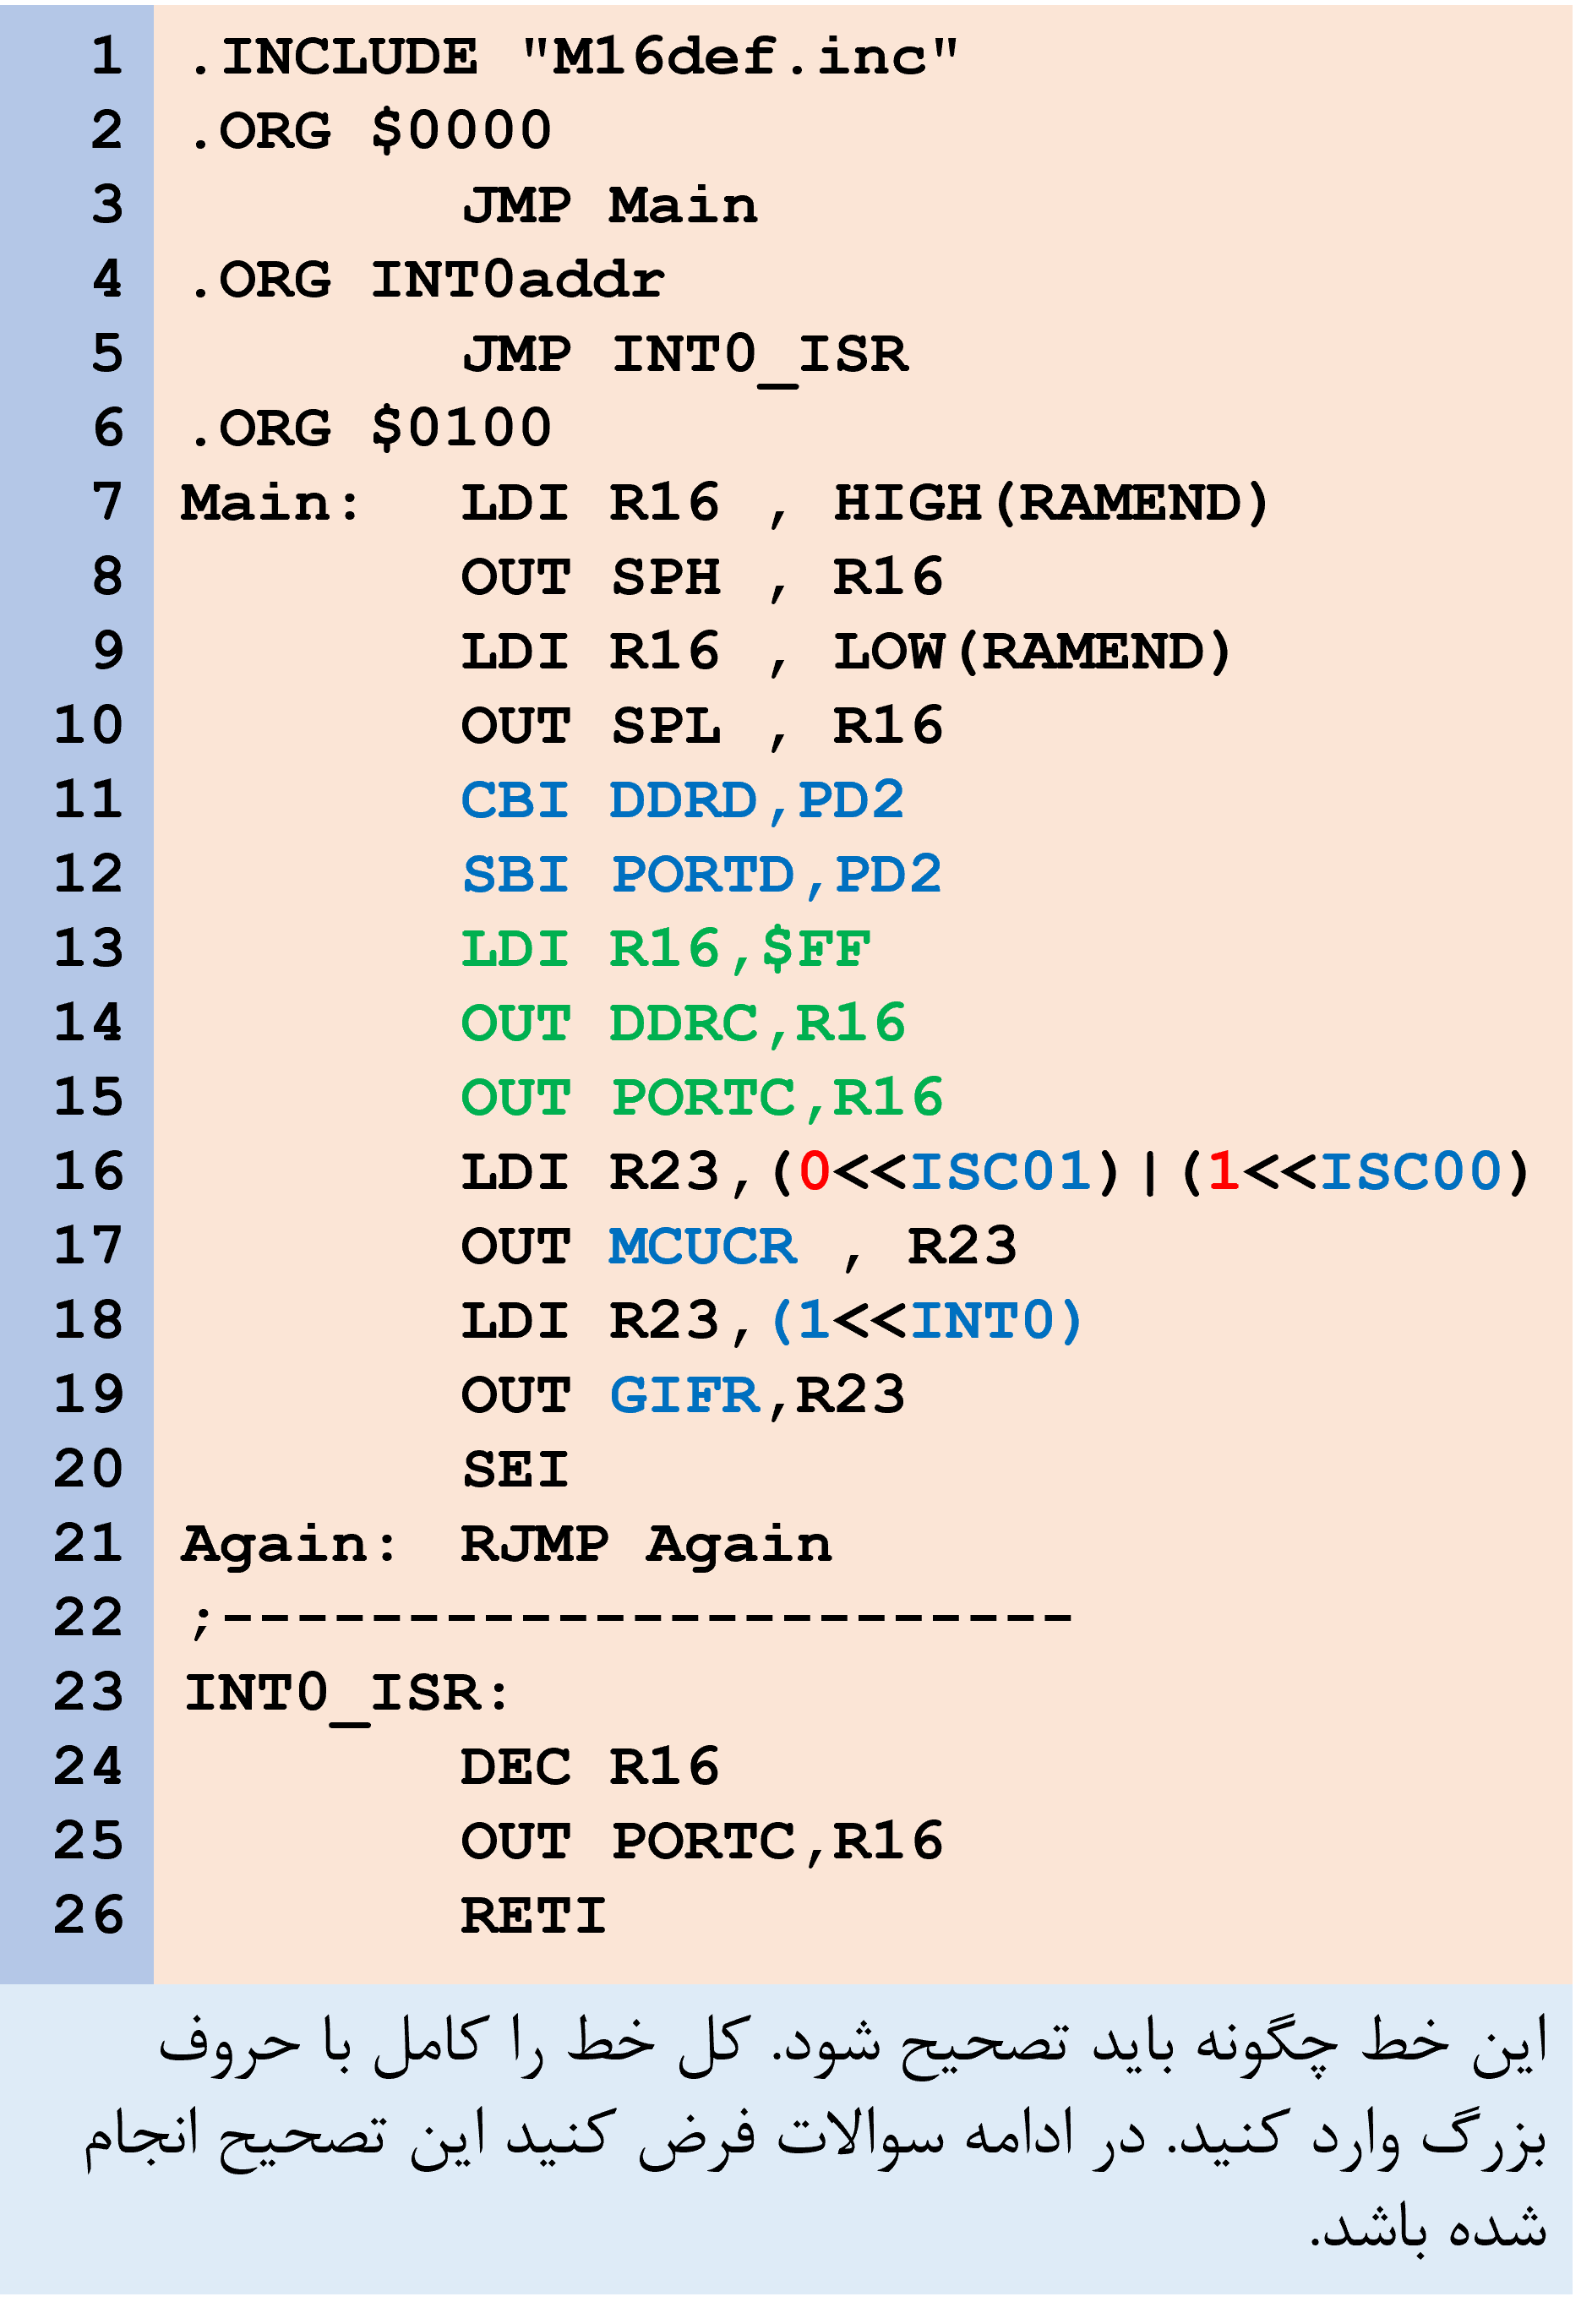 1 .INCLUDE "M16def.inc"
2 .ORG $0000
3 JMP Main
4 .ORG INT0addr
5 JMP INT0_ISR
6 .ORG $0100
7 Main: LDI R16 , HIGH(RAMEND)
8 OUT SPH , R16
9 LDI R16 , LOW(RAMEND)
10 OUT SPL , R16
11 CBI DDRD,PD2
12 SBI PORTD,PD2
13 LDI R16,$FF
14 OUT DDRC,R16
15 OUT PORTC,R16
16 LDI R23,(0<<ISC01)|(1<<ISC00)
17 OUT MCUCR , R23
18 LDI R23,(1<<INT0)
19 OUT GIFR,R23
20 SEI
21 Again: RJMP Again
22 ;-----------------------
23 INT0_ISR:
24 DEC R16
25 OUT PORTC,R16
26 RETI
این خط چگونه باید تصحیح شود. کل خط را کامل با حروف
بزرگ وارد کنید. در ادامه سوالات فرض کنید این تصحیح انجام
شده باشد.